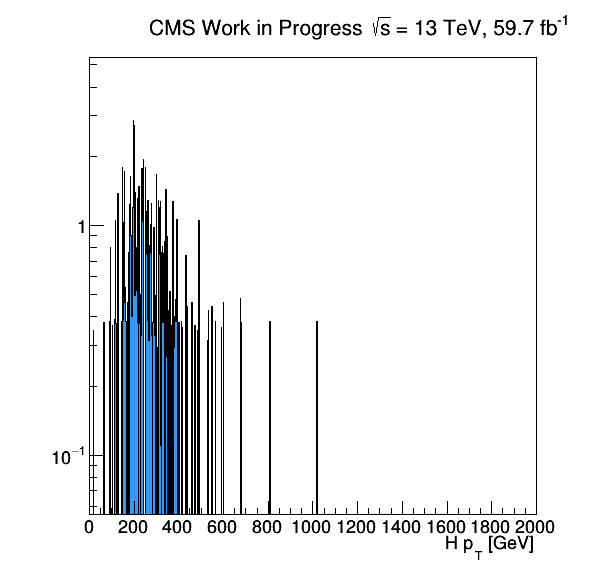 CMS Work in Progress √s = 13 TeV, 59.7 fb⁻¹
1
10⁻¹
0 200 400 600 800 1000 1200 1400 1600 1800 2000
H p_T [GeV]